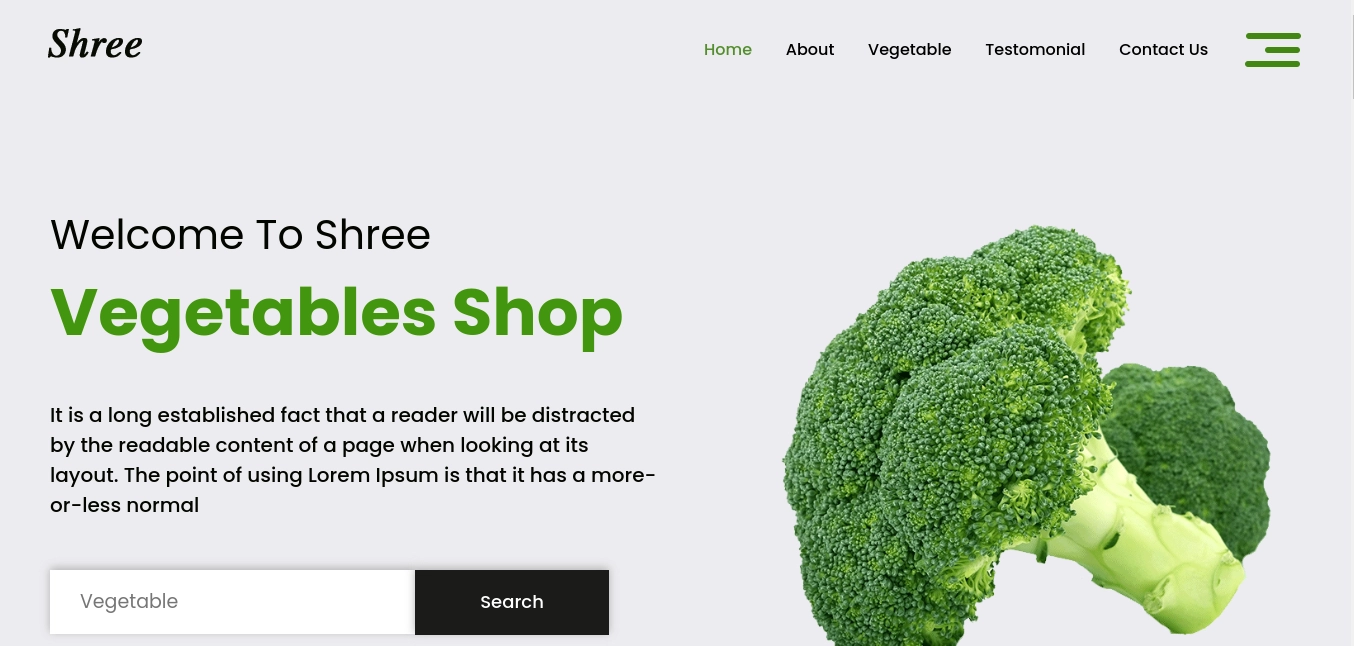 Shree
Home About Vegetable Testomonial Contact Us
Welcome To Shree
Vegetables Shop
It is a long established fact that a reader will be distracted
by the readable content of a page when looking at its
layout. The point of using Lorem Ipsum is that it has a more-
or-less normal
Vegetable
Search